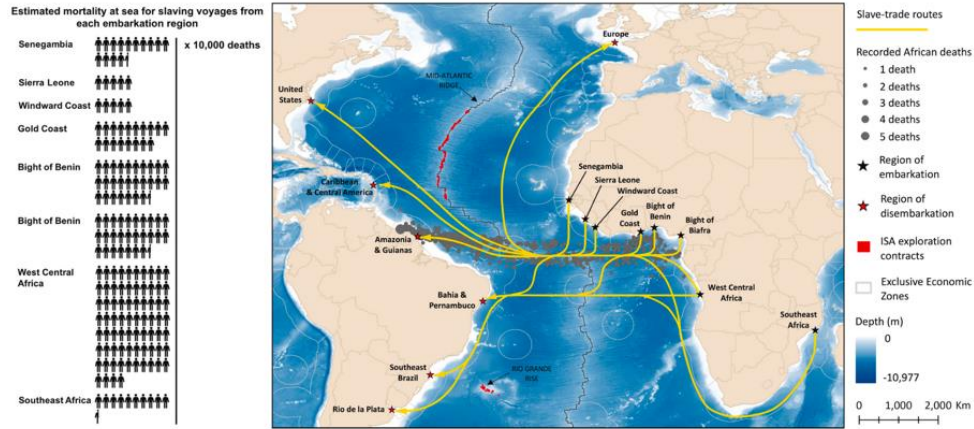 Estimated mortality at sea for slaving voyages from
each embarkation region
Senegambia
x 10,000 deaths
Sierra Leone
Windward Coast
Gold Coast
Bight of Benin
Bight of Benin
West Central
Africa
Southeast Africa
Europe
MID-ATLANTIC
RIDGE
United
States
Caribbean
& Central America
Senegambia
Sierra Leone
Windward Coast
Gold
Coast
Bight of
Benin
Bight of
Biafra
Amazonia
& Guianas
Bahia &
Pernambuco
West Central
Africa
Southeast
Africa
Southeast
Brazil
RIO GRANDE
RISE
Rio de la Plata
Slave-trade routes
Recorded African deaths
1 death
2 deaths
3 deaths
4 deaths
5 deaths
Region of
embarkation
Region of
disembarkation
ISA exploration
contracts
Exclusive Economic
Zones
Depth (m)
0
-10,977
0 1,000 2,000 Km